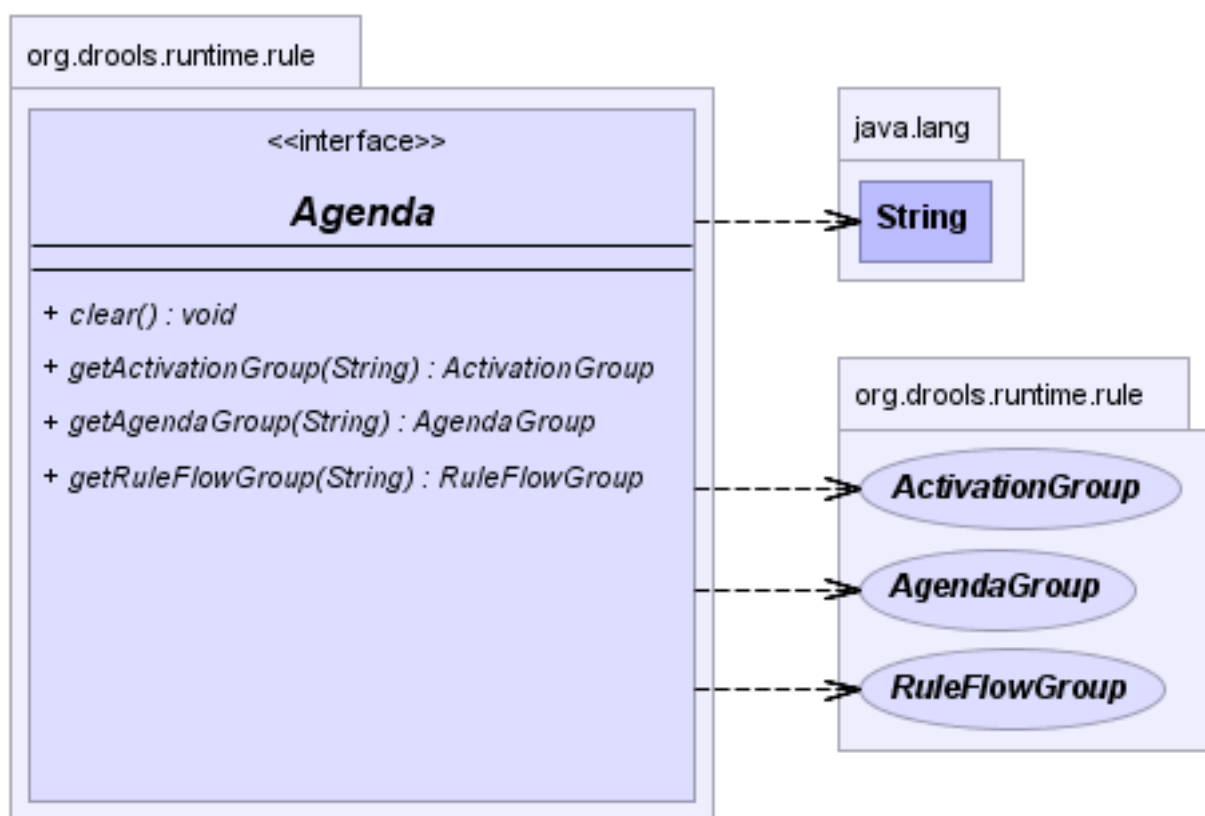 org.drools.runtime.rule
<<interface>>
Agenda
+ clear() : void
+ getActivationGroup(String) : ActivationGroup
+ getAgendaGroup(String) : AgendaGroup
+ getRuleFlowGroup(String) : RuleFlowGroup
java.lang
String
org.drools.runtime.rule
ActivationGroup
AgendaGroup
RuleFlowGroup